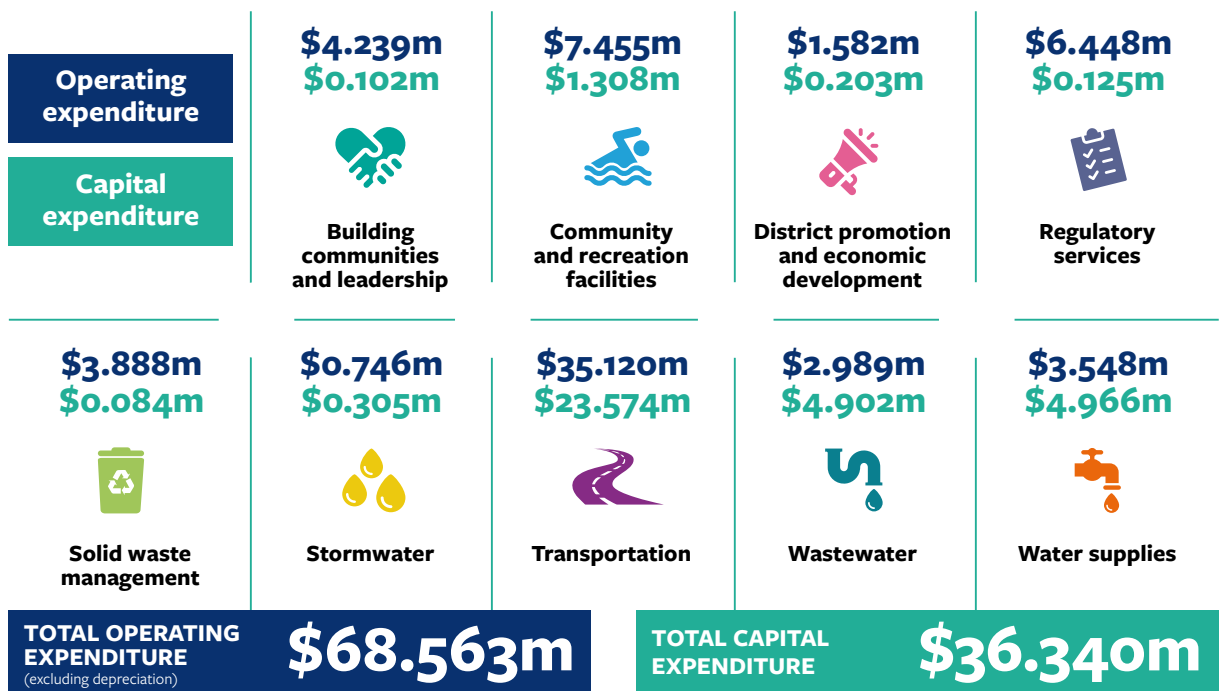 Operating
expenditure
Capital
expenditure
$4.239m
$0.102m
Building
communities
and leadership
$7.455m
$1.308m
Community
and recreation
facilities
$1.582m
$0.203m
District promotion
and economic
development
$6.448m
$0.125m
Regulatory
services
$3.888m
$0.084m
Solid waste
management
$0.746m
$0.305m
Stormwater
$35.120m
$23.574m
Transportation
$2.989m
$4.902m
Wastewater
$3.548m
$4.966m
Water supplies
TOTAL OPERATING
EXPENDITURE
(excluding depreciation)
$68.563m
TOTAL CAPITAL
EXPENDITURE
$36.340m